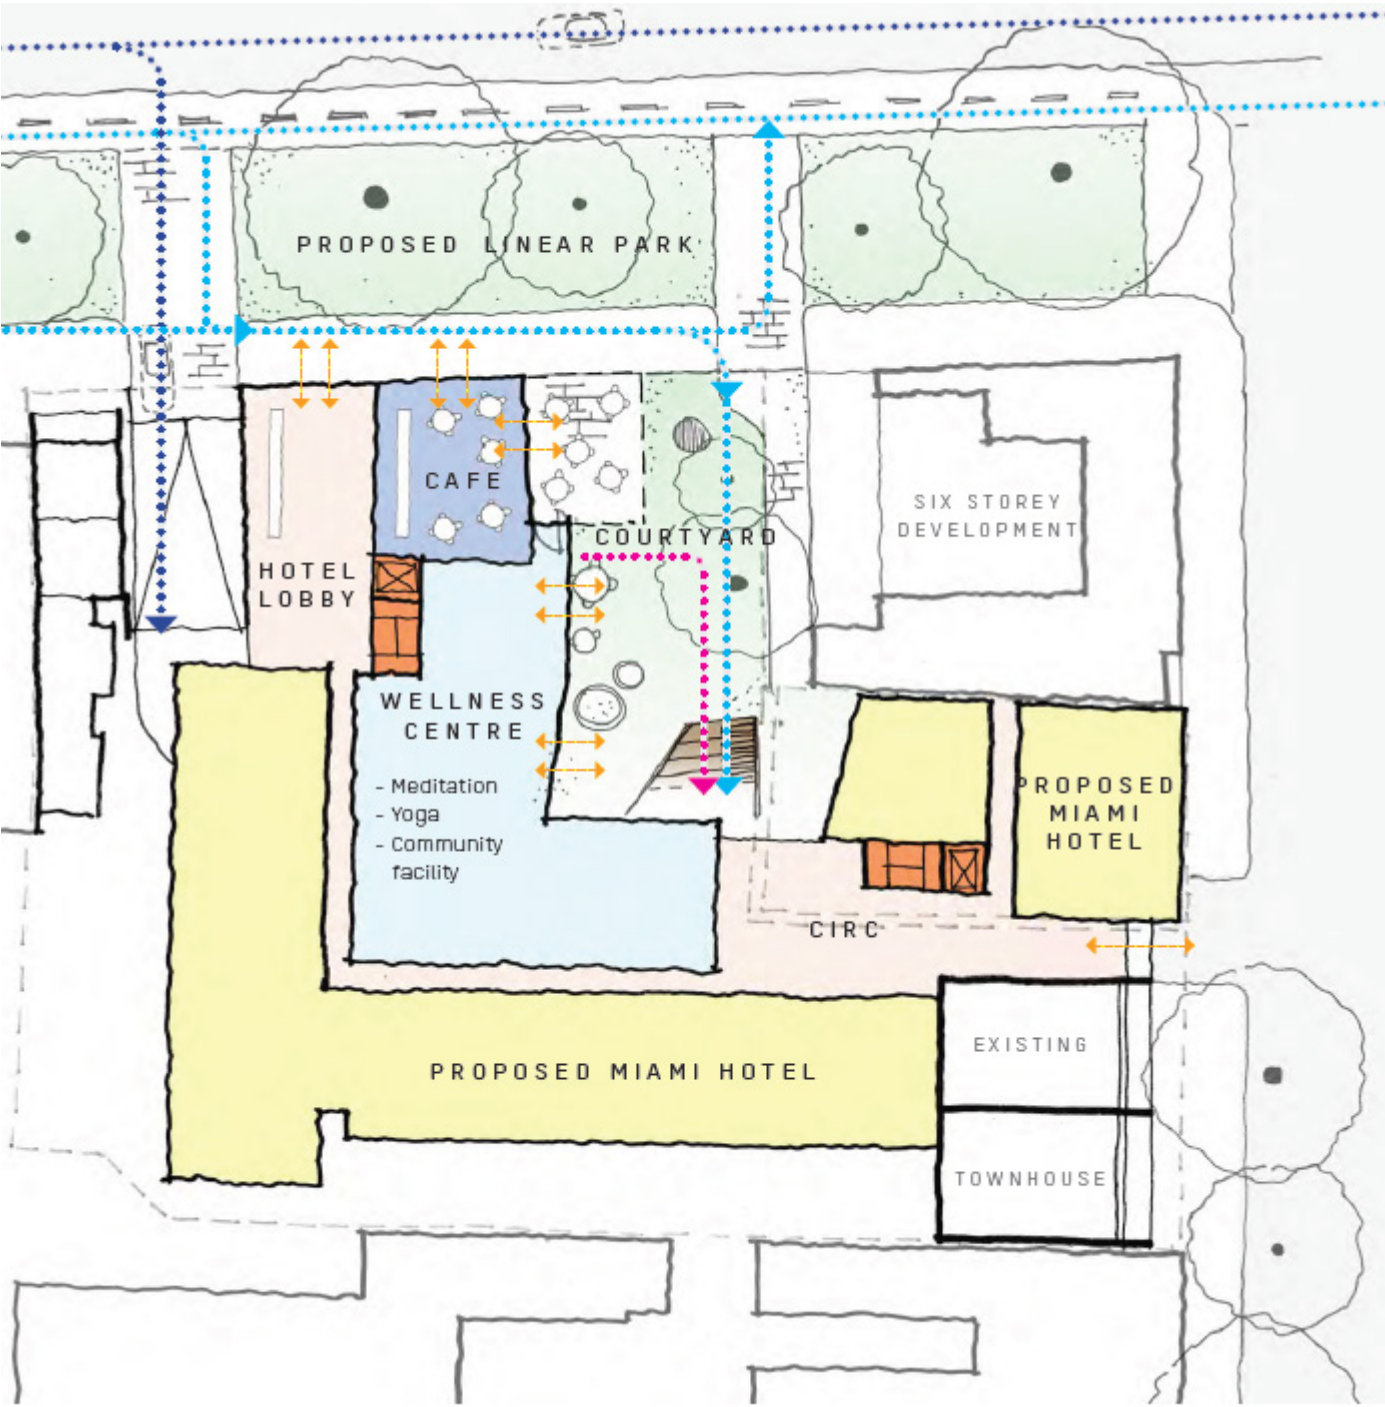 PROPOSED LINEAR PARK
CAFE
SIX STOREY
DEVELOPMENT
COURTYARD
HOTEL
LOBBY
WELLNESS
CENTRE
- Meditation
- Yoga
- Community
facility
PROPOSED
MIAMI
HOTEL
CIRC
EXISTING
PROPOSED MIAMI HOTEL
TOWNHOUSE